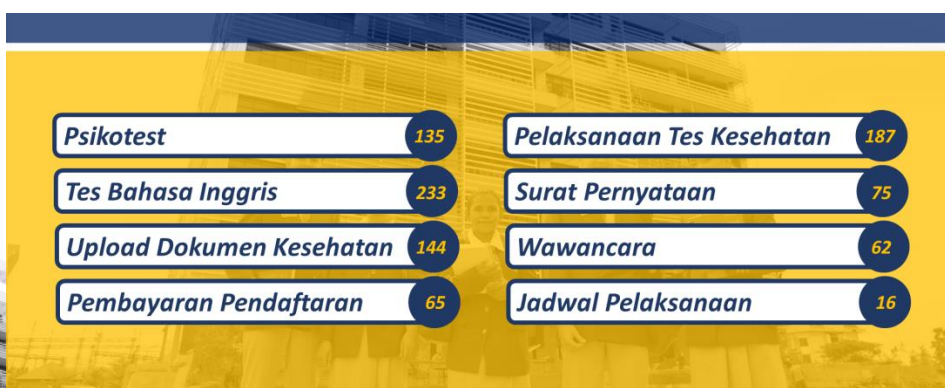 Psikotest 135
Tes Bahasa Inggris 233
Upload Dokumen Kesehatan 144
Pembayaran Pendaftaran 65
Pelaksanaan Tes Kesehatan 187
Surat Pernyataan 75
Wawancara 62
Jadwal Pelaksanaan 16